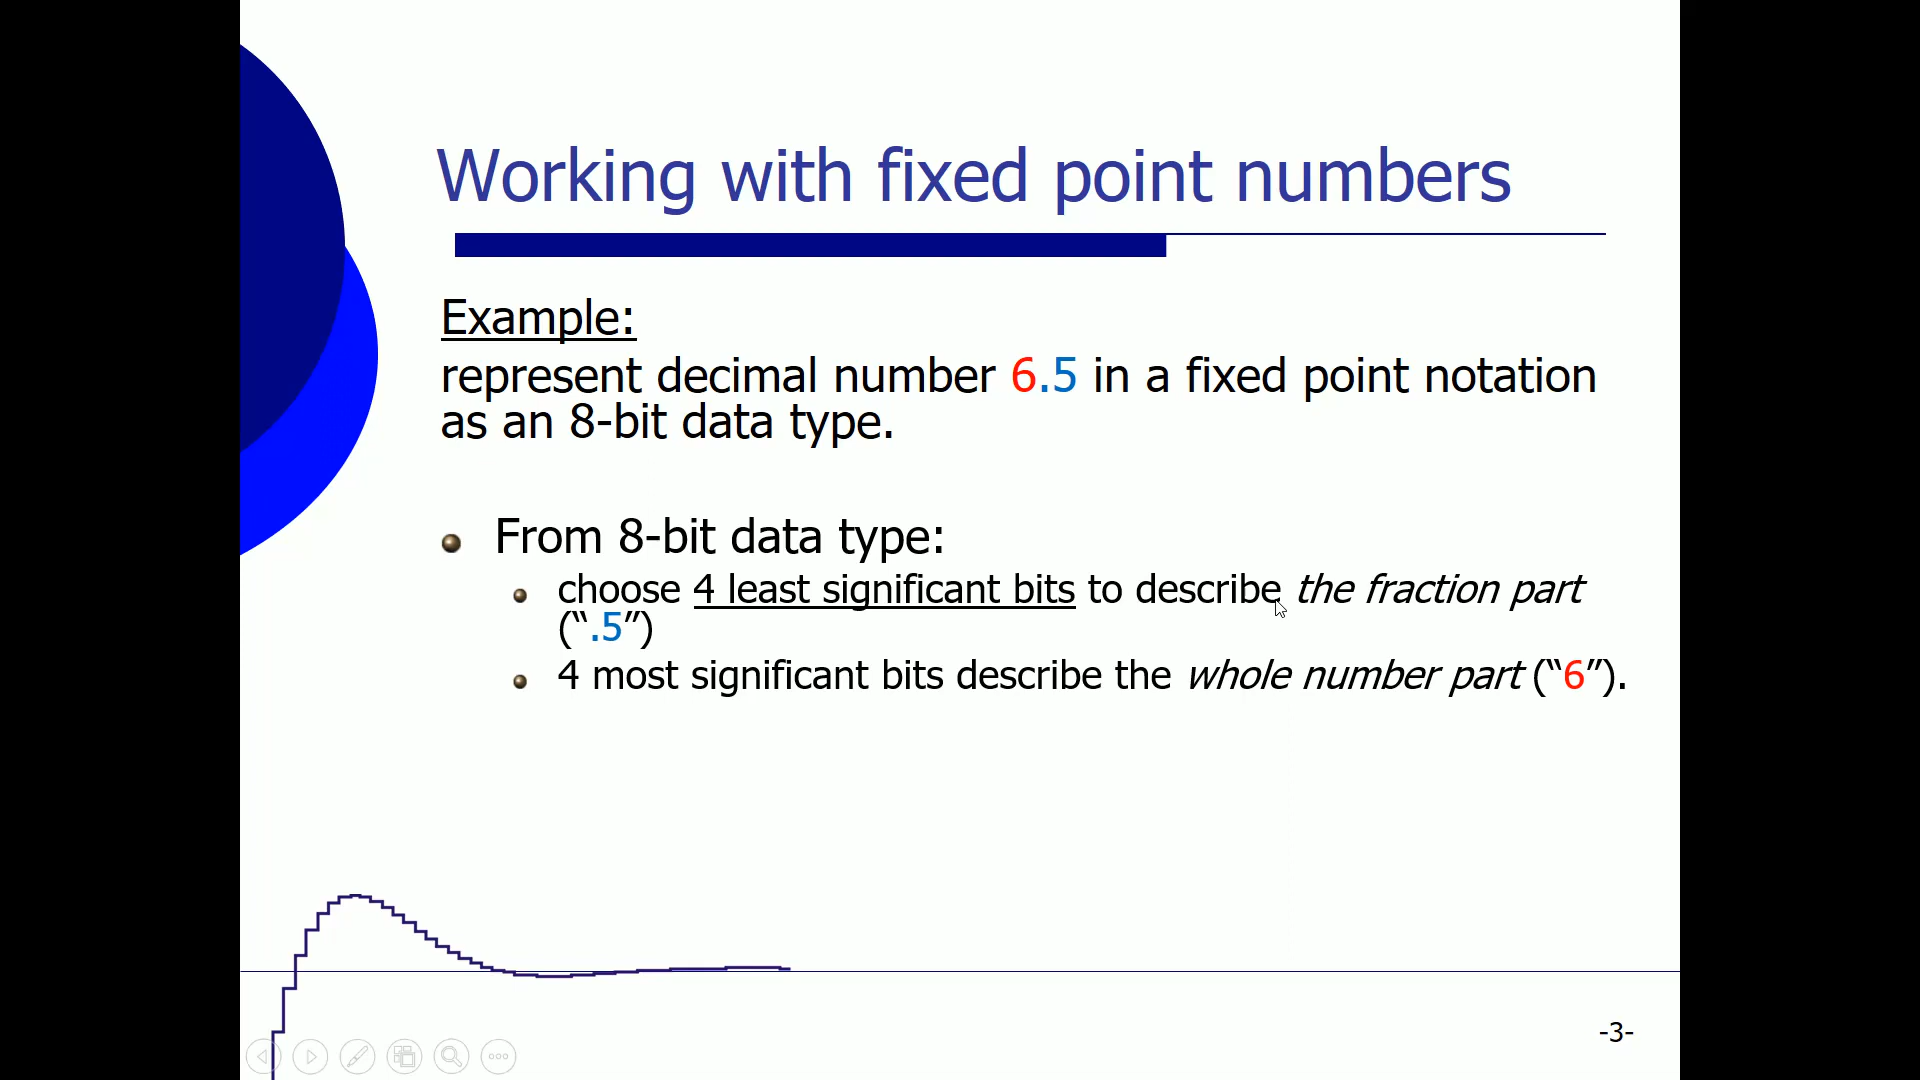 Working with fixed point numbers
Example:
represent decimal number 6.5 in a fixed point notation
as an 8-bit data type.
From 8-bit data type:
choose 4 least significant bits to describe the fraction part
(“.5”)
4 most significant bits describe the whole number part (“6”).
-3-